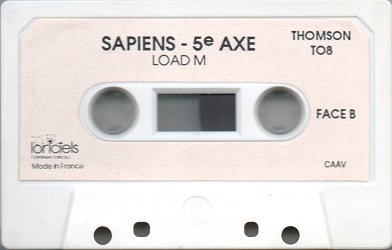 SAPIENS - 5e AXE
LOAD M
THOMSON
TO8
FACE B
loriciels
Made in France
CAAV